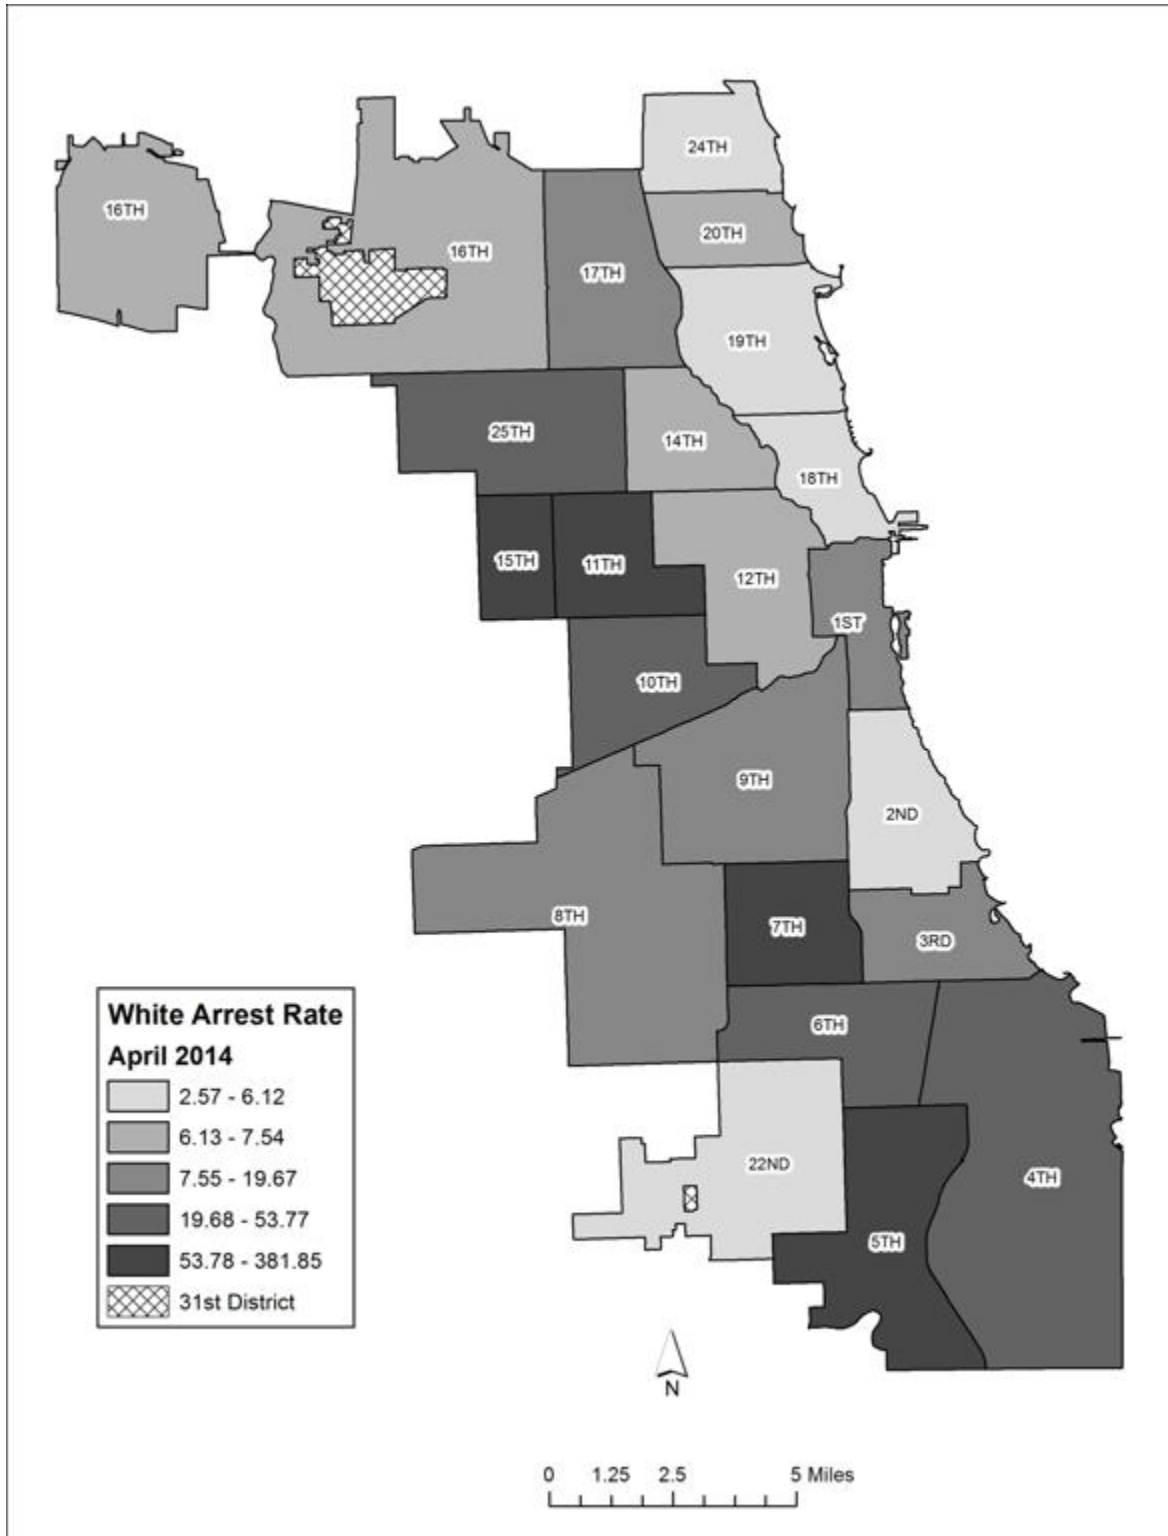 24TH
16TH
20TH
16TH
17TH
19TH
25TH
14TH
18TH
15TH
11TH
12TH
1ST
10TH
9TH
2ND
8TH
7TH
3RD
6TH
22ND
4TH
5TH
White Arrest Rate
April 2014
2.57 - 6.12
6.13 - 7.54
7.55 - 19.67
19.68 - 53.77
53.78 - 381.85
31st District
N
0 1.25 2.5 5 Miles